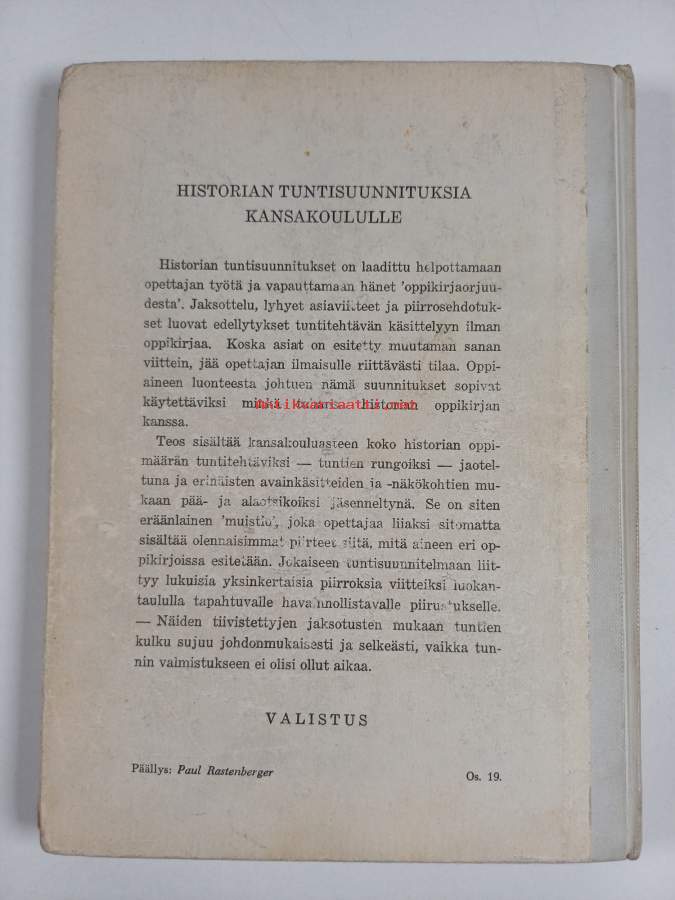 HISTORIAN TUNTISUUNNITUKSIA
KANSAKOULULLE
Historian tuntisuunnitukset on laadittu helpottamaan
opettajan työtä ja vapauttamaan hänet 'oppikirjaorjuu-
desta'. Jaksottelu, lyhyet asiaviitteet ja piirrosehdotuk-
set luovat edellytykset tuntitehtävän käsittelyyn ilman
oppikirjaa. Koska asiat on esitetty muutaman sanan
viittein, jää opettajan ilmaisulle riittävästi tilaa. Oppi-
aineen luonteesta johtuen nämä suunnitukset sopivat
käytettäviksi minkä tahansa historian oppikirjan
kanssa.
Teos sisältää kansakouluasteen koko historian oppi-
määrän tuntitehtäviksi — tuntien rungoiksi — jaotel-
tuna ja erinäisten avainkäsitteiden ja -näkökohtien mu-
kaan pää- ja alaotsikoiksi jäsenneltynä. Se on siten
eräänlainen 'muistio', joka opettajaa liiaksi sitomatta
sisältää olennaisimmat piirteet siitä, mitä aineen eri op-
pikirjoissa esitetään. Jokaiseen tuntisuunnitelmaan liit-
tyy lukuisia yksinkertaisia piirroksia viitteiksi luokan-
taululla tapahtuvalle havainnollistavalle piirustukselle.
— Näiden tiivistettyjen jaksotusten mukaan tuntien
kulku sujuu johdonmukaisesti ja selkeästi, vaikka tun-
nin valmistukseen ei olisi ollut aikaa.
VALISTUS
Päällys: Paul Rastenberger
Os. 19.